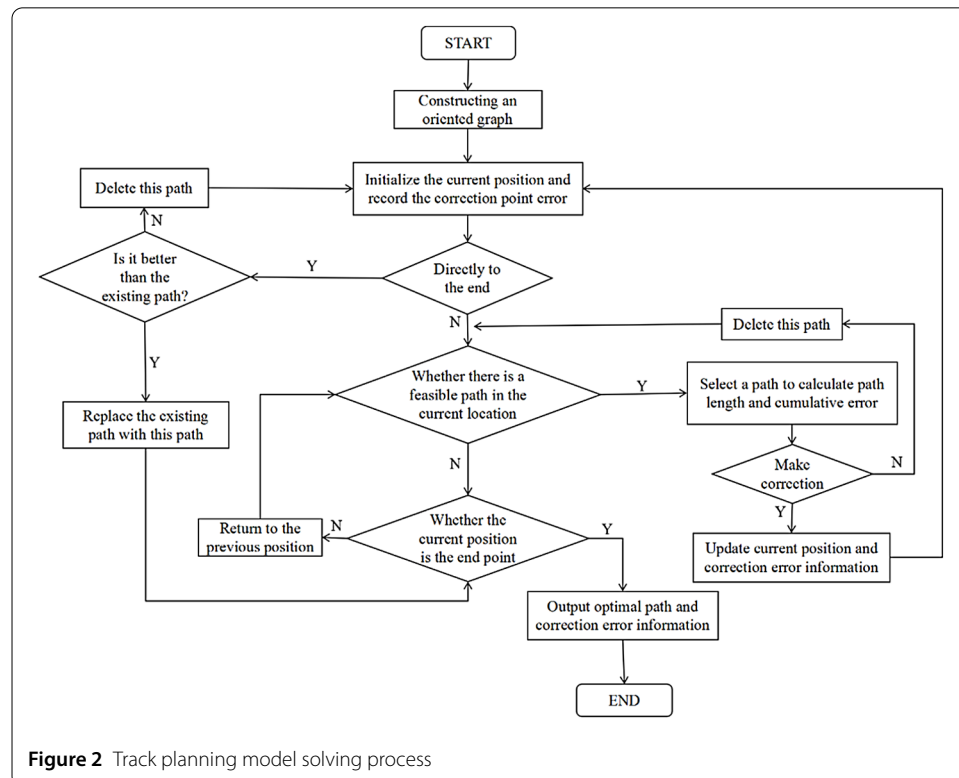 START
Constructing an
oriented graph
Delete this path
Initialize the current position and
record the correction point error
N
Is it better
than the
existing path?
Y
Directly to
the end
N
Delete this path
Y
Whether there is a
feasible path in the
current location
Y
Select a path to calculate path
length and cumulative error
Replace the existing
path with this path
N
Make
correction
N
Y
Return to the
previous position
N
Whether the
current position
is the end point
Y
Update current position and
correction error information
Output optimal path and
correction error information
END
Figure 2 Track planning model solving process